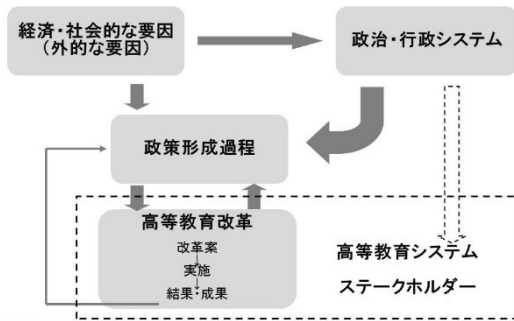 経済・社会的な要因
(外的な要因)
政治・行政システム
政策形成過程
高等教育改革
改革案
実施
結果・成果
高等教育システム
ステークホルダー